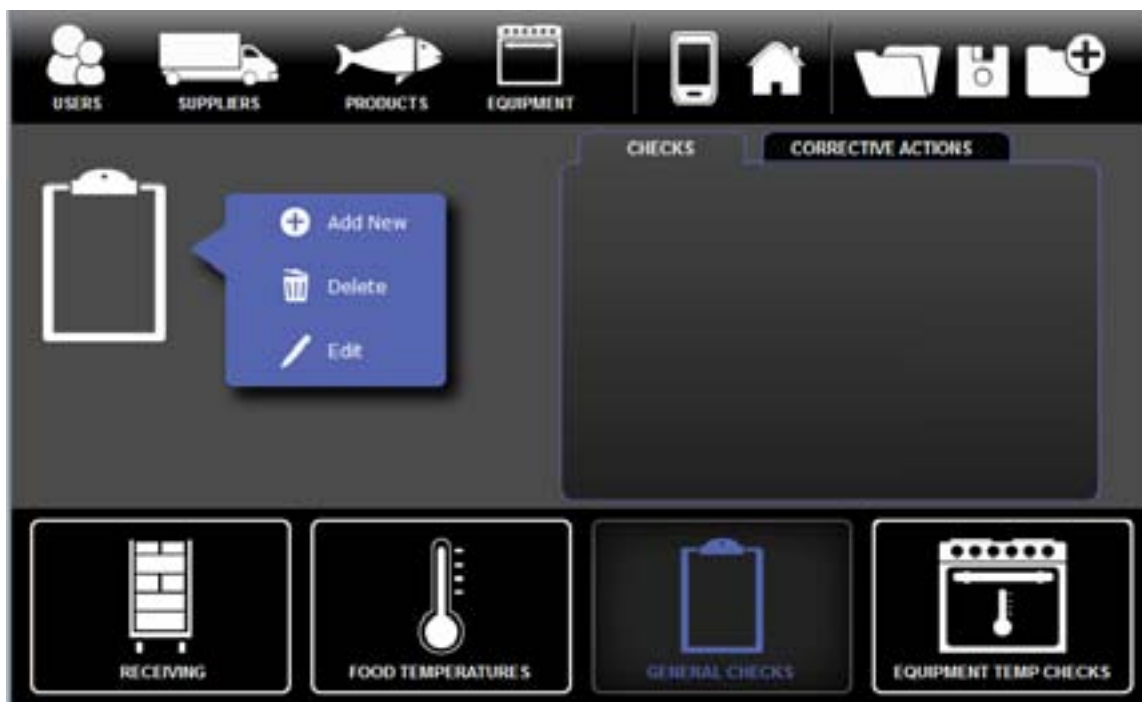 USERS
SUPPLIERS
PRODUCTS
EQUIPMENT
CHECKS
CORRECTIVE ACTIONS
Add New
Delete
Edit
RECEIVING
FOOD TEMPERATURES
GENERAL CHECKS
EQUIPMENT TEMP CHECKS